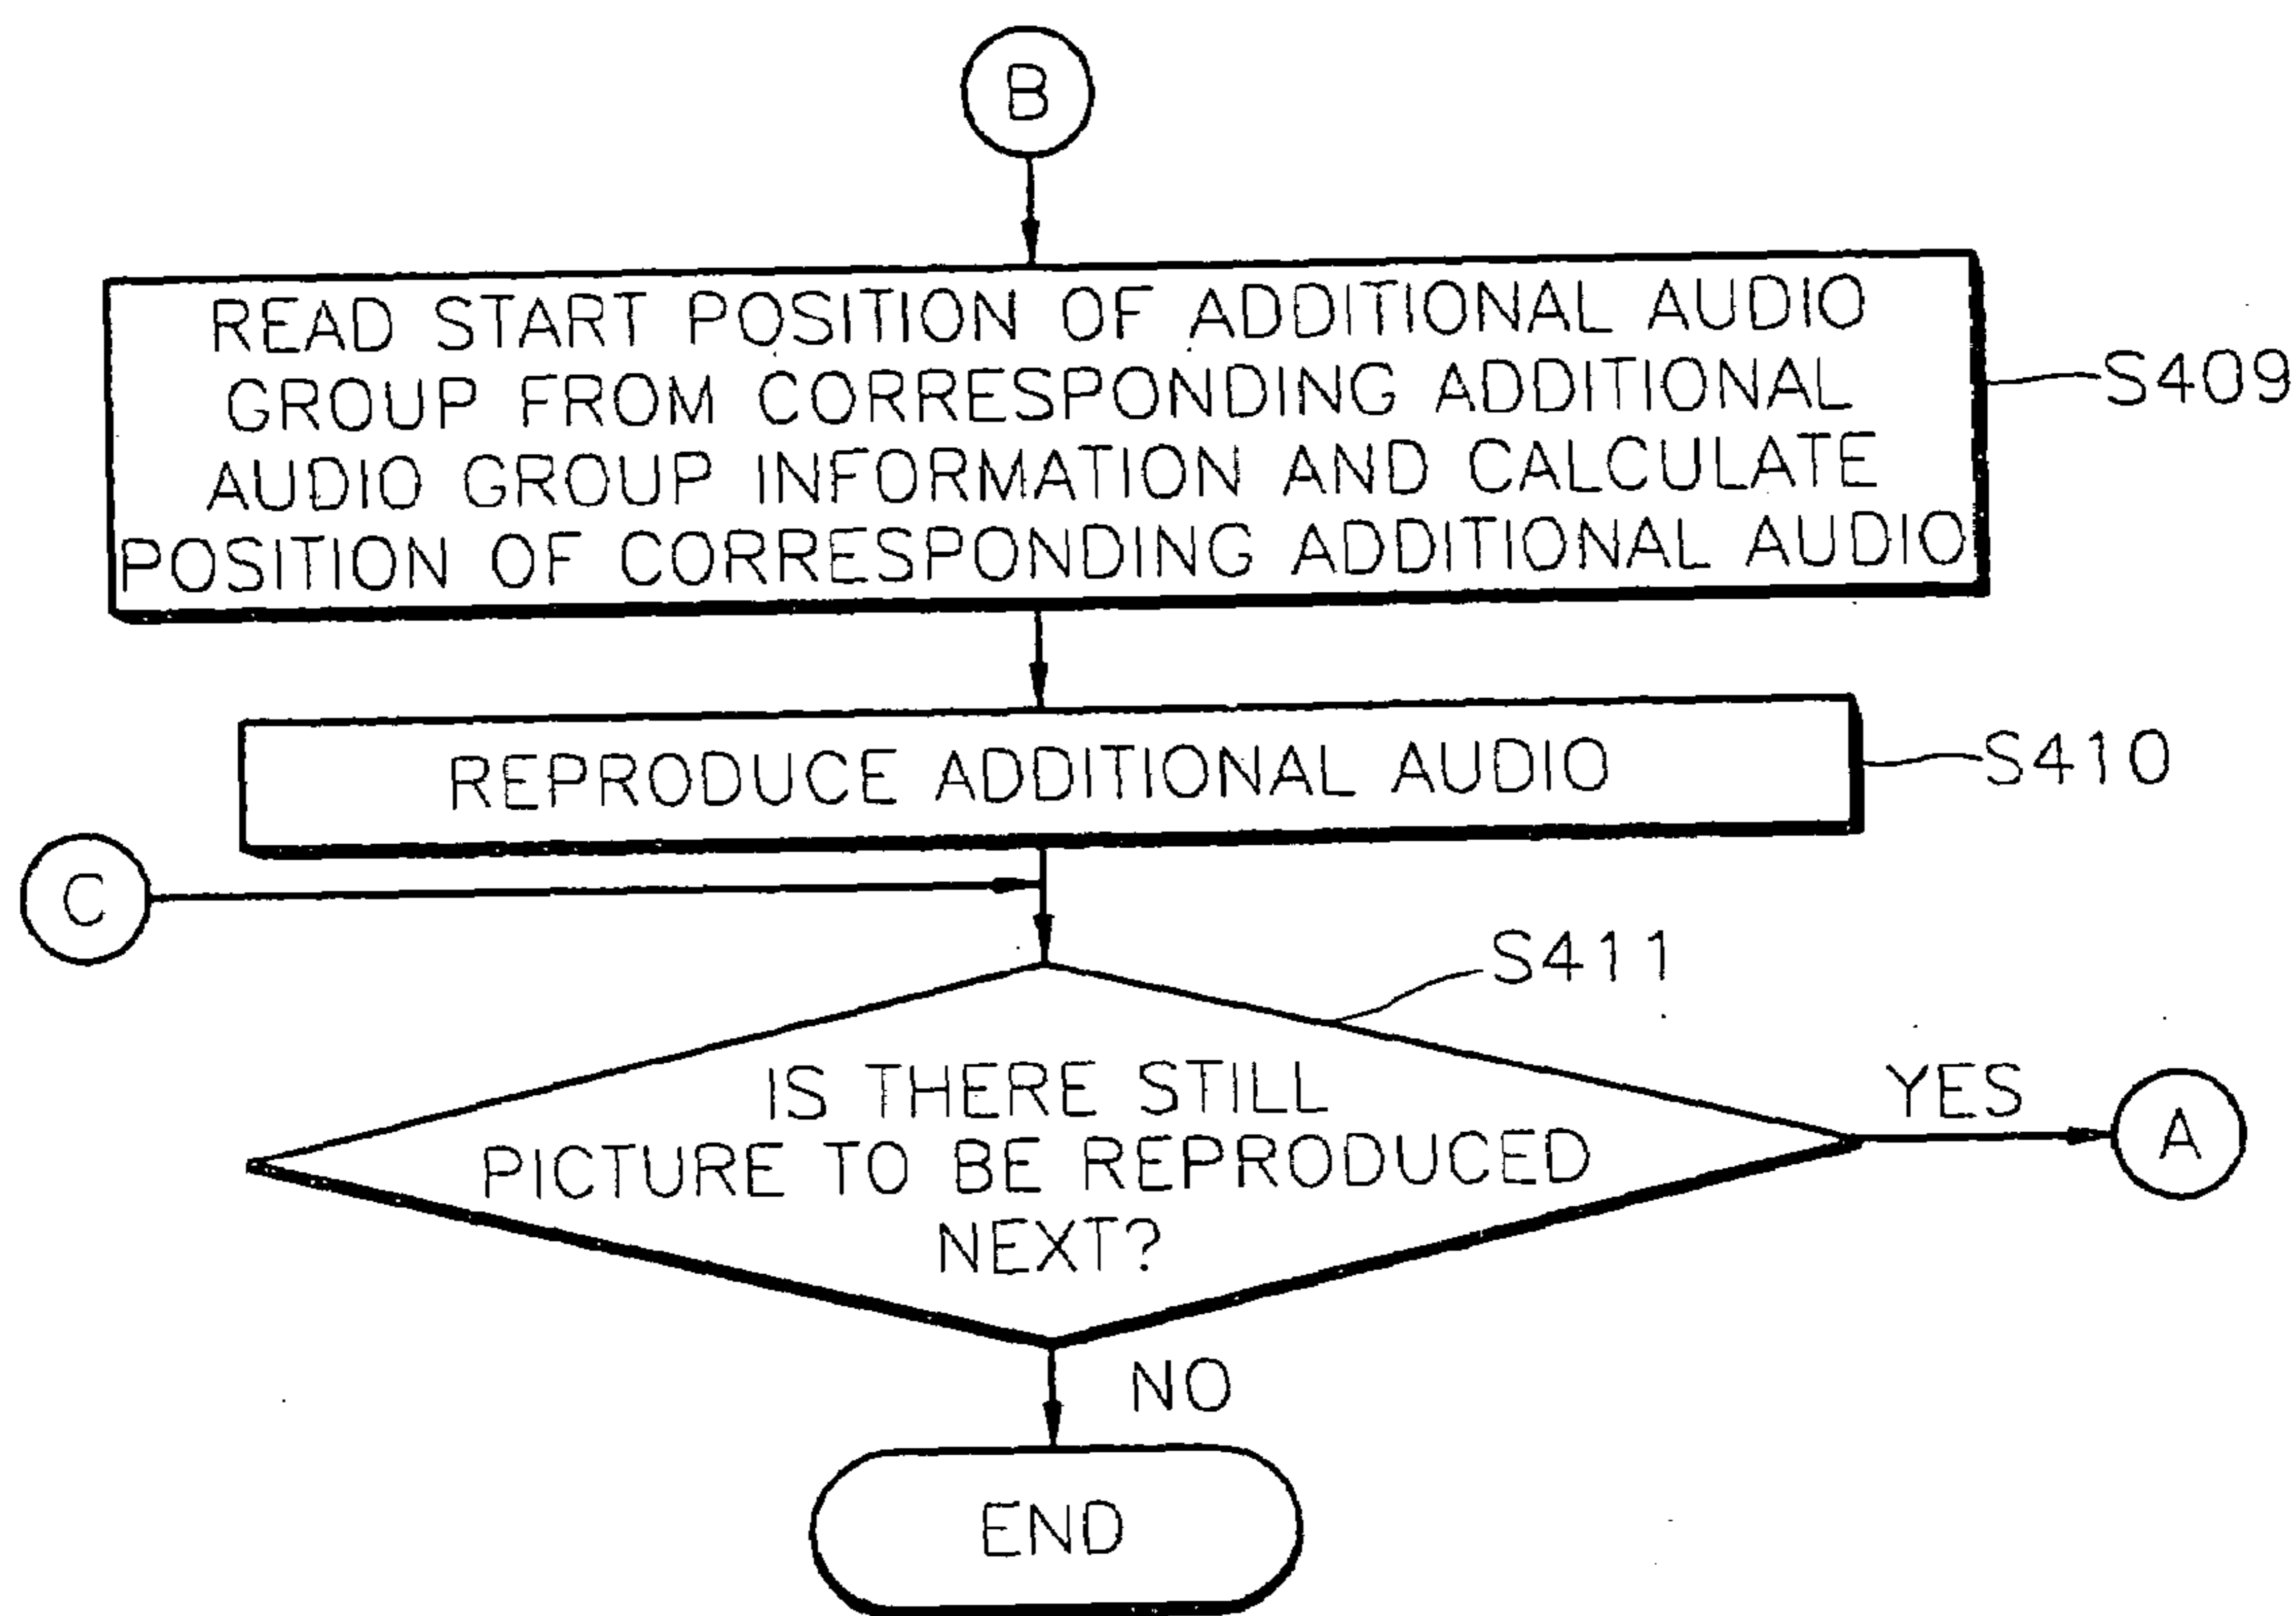 B
READ START POSITION OF ADDITIONAL AUDIO
GROUP FROM CORRESPONDING ADDITIONAL
AUDIO GROUP INFORMATION AND CALCULATE
POSITION OF CORRESPONDING ADDITIONAL AUDIO
S409
REPRODUCE ADDITIONAL AUDIO
S410
C
S411
IS THERE STILL
PICTURE TO BE REPRODUCED
NEXT?
YES
A
NO
END